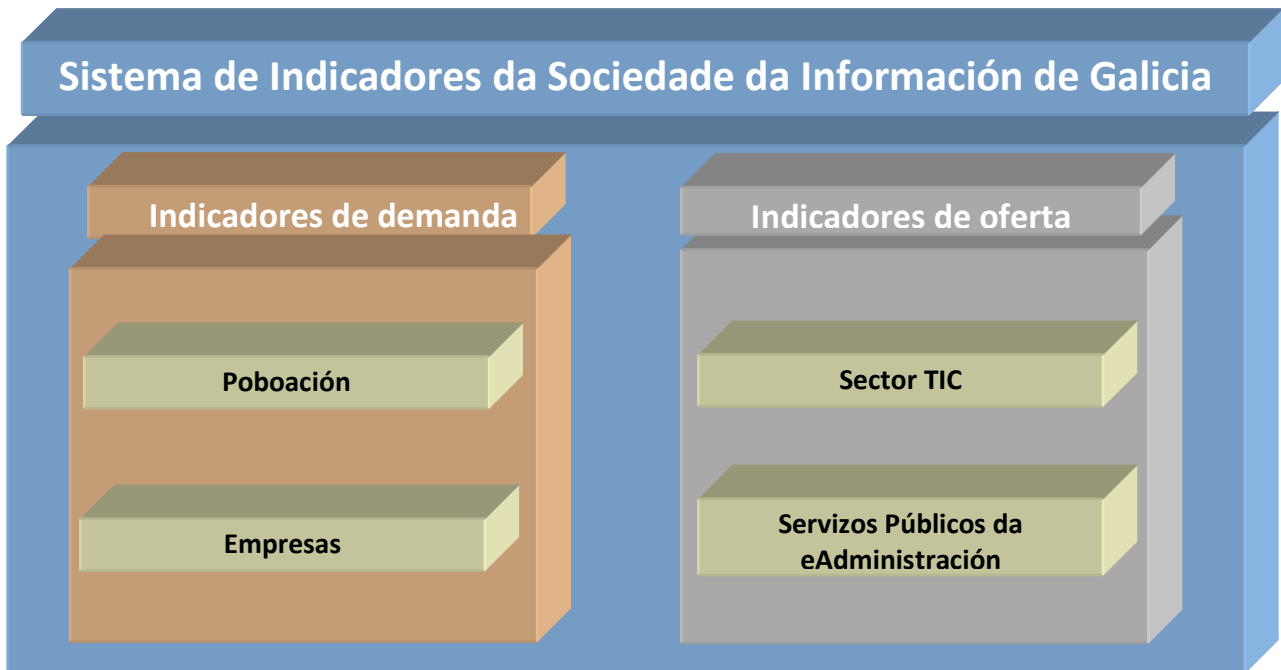 Sistema de Indicadores da Sociedade da Información de Galicia
Indicadores de demanda
Poboación
Empresas
Indicadores de oferta
Sector TIC
Servizos Públicos da
eAdministración